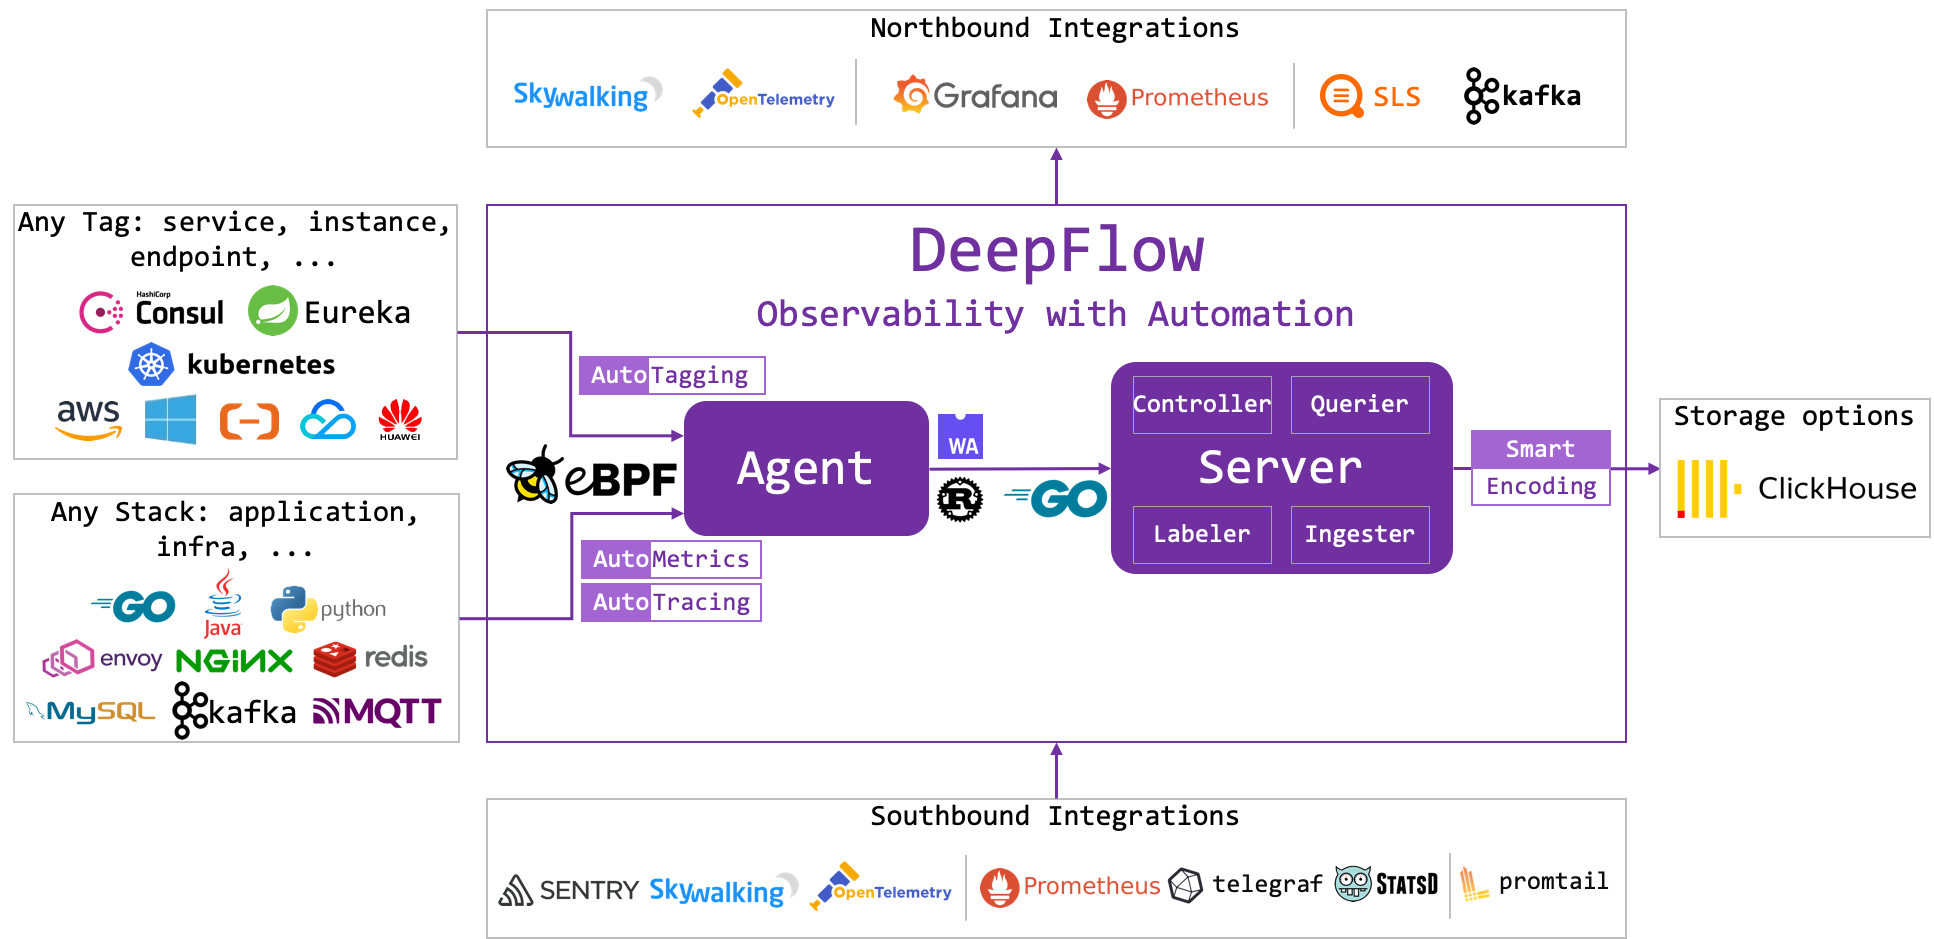 Northbound Integrations
Skywalking
OpenTelemetry
Grafana
Prometheus
SLS
kafka
Any Tag: service, instance,
endpoint, ...
HashiCorp
Consul
Eureka
kubernetes
aws
HUAWEI
Any Stack: application,
infra, ...
GO
Java
python
envoy
NGINX
redis
MySQL
kafka
MQTT
DeepFlow
Observability with Automation
AutoTagging
eBPF
AutoMetrics
AutoTracing
Agent
WA
R
GO
Controller
Querier
Server
Labeler
Ingester
Smart
Encoding
Storage options
ClickHouse
Southbound Integrations
SENTRY
Skywalking
OpenTelemetry
Prometheus
telegraf
STATSD
promtail